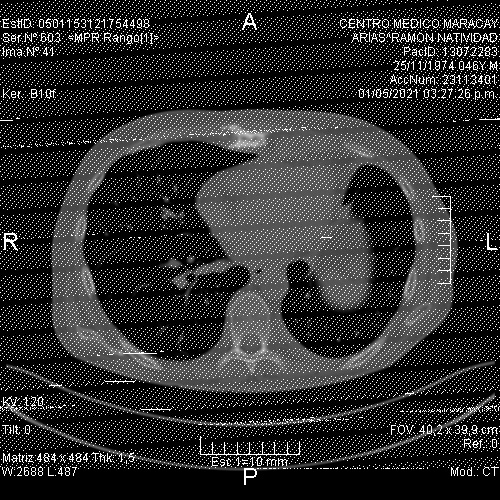 EstID: 0501153121754498
Ser.Nº 603 <MPR Rango[1]>
Ima.Nº 41
Ker. B10f
A
CENTRO MEDICO MARACAY
ARIAS^RAMON NATIVIDAD
PacID: 13072283
25/11/1974 046Y M
AccNum: 23113401
01/05/2021 03:27:26 p.m.
R
L
KV: 120
Tilt: 0
Matriz 484 x 484 Thk: 1,5
W:2688 L:487
Esc 1=10 mm
P
FOV: 40,2 x 39,9 cm
Ref.: 0
Mod.: CT